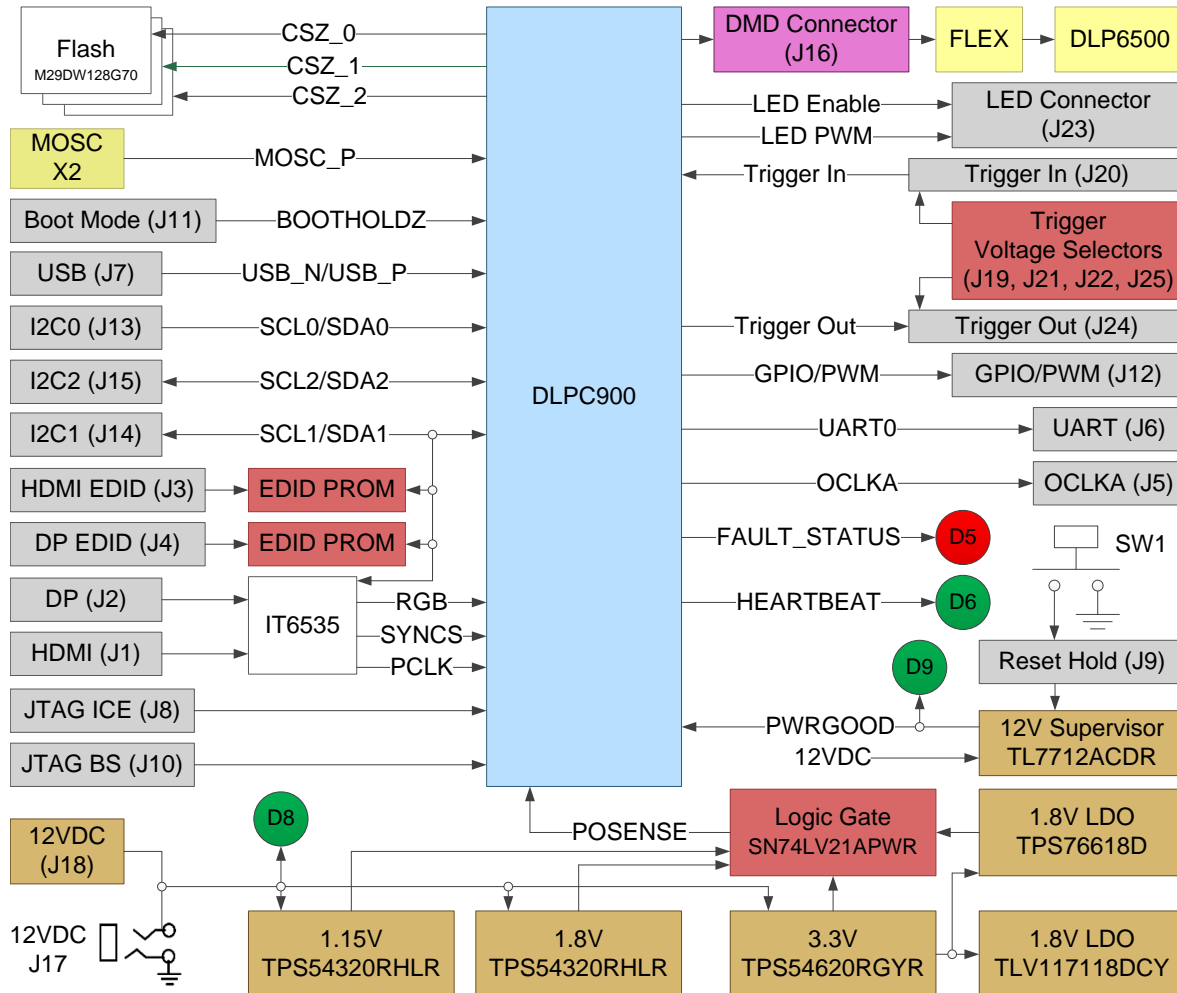 Flash
M29DW128G70
CSZ_0
CSZ_1
CSZ_2
MOSC
X2
MOSC_P
Boot Mode (J11)
BOOTHOLDZ
USB (J7)
USB_N/USB_P
I2C0 (J13)
SCL0/SDA0
I2C2 (J15)
SCL2/SDA2
I2C1 (J14)
SCL1/SDA1
HDMI EDID (J3)
EDID PROM
DP EDID (J4)
EDID PROM
DP (J2)
HDMI (J1)
IT6535
RGB
SYNCS
PCLK
JTAG ICE (J8)
JTAG BS (J10)
DLPC900
DMD Connector
(J16)
FLEX
DLP6500
LED Enable
LED PWM
LED Connector
(J23)
Trigger In
Trigger In (J20)
Trigger
Voltage Selectors
(J19, J21, J22, J25)
Trigger Out
Trigger Out (J24)
GPIO/PWM
GPIO/PWM (J12)
UART0
UART (J6)
OCLKA
OCLKA (J5)
FAULT_STATUS
D5
HEARTBEAT
D6
SW1
Reset Hold (J9)
D9
PWRGOOD
12VDC
12V Supervisor
TL7712ACDR
12VDC
(J18)
D8
POSENSE
Logic Gate
SN74LV21APWR
1.8V LDO
TPS76618D
12VDC
J17
1.15V
TPS54320RHLR
1.8V
TPS54320RHLR
3.3V
TPS54620RGYR
1.8V LDO
TLV117118DCY